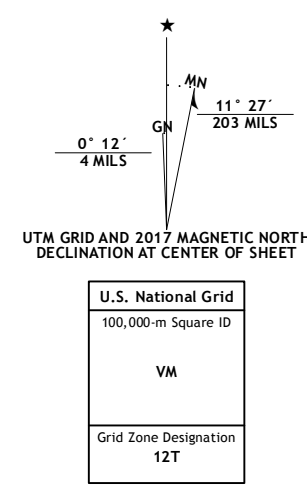 ★
MN
GN
11° 27´
203 MILS
0° 12´
4 MILS
UTM GRID AND 2017 MAGNETIC NORTH
DECLINATION AT CENTER OF SHEET
U.S. National Grid
100,000-m Square ID
VM
Grid Zone Designation
12T